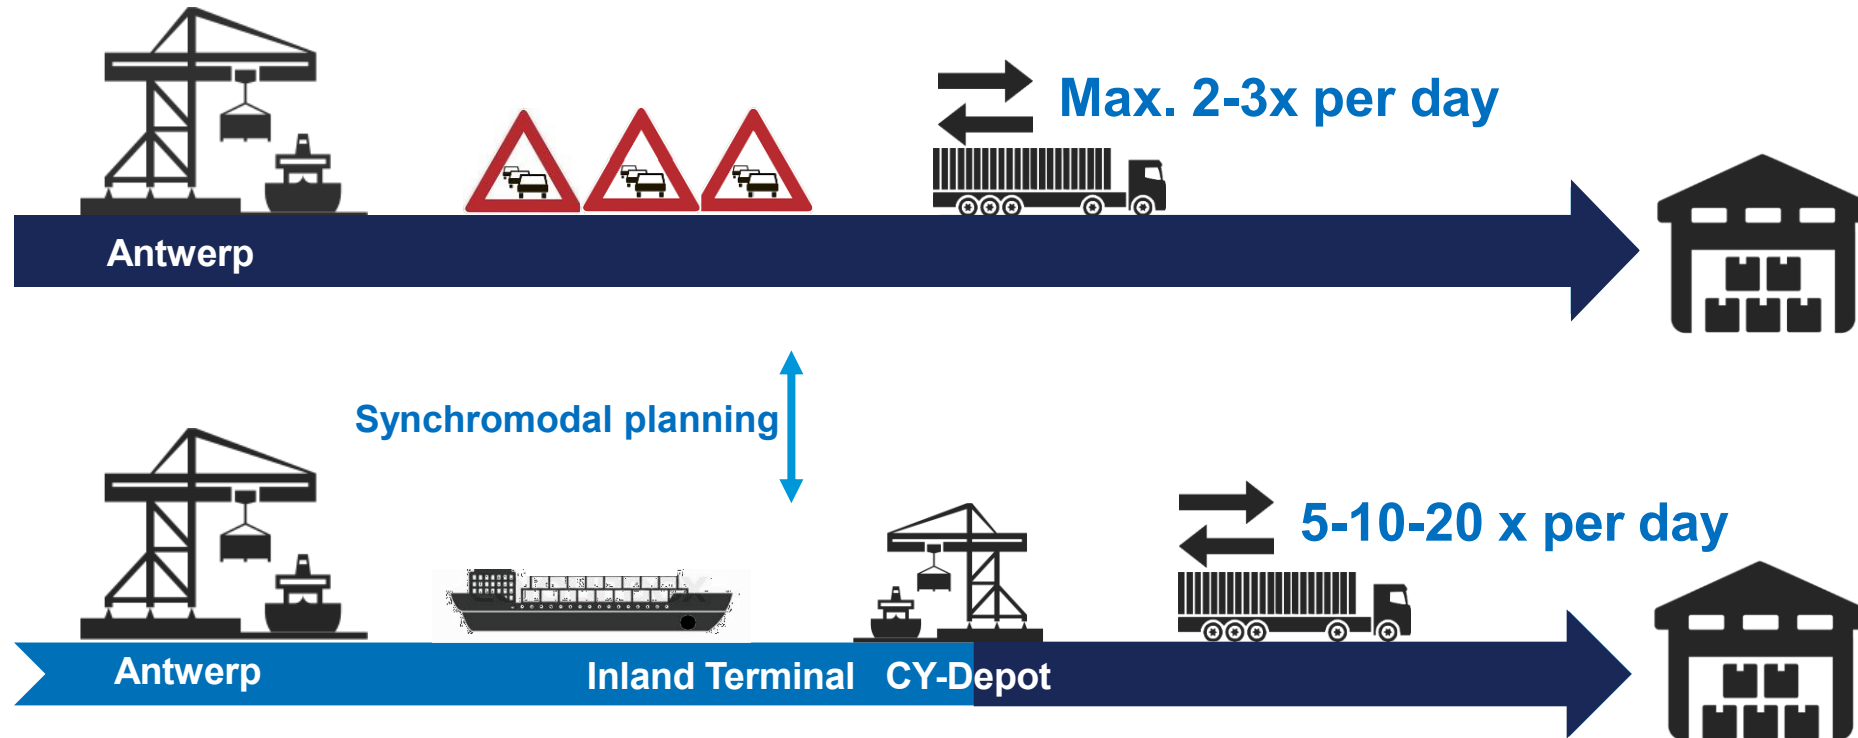 Max. 2-3x per day
Antwerp
Synchromodal planning
5-10-20 x per day
Antwerp
Inland Terminal CY-Depot